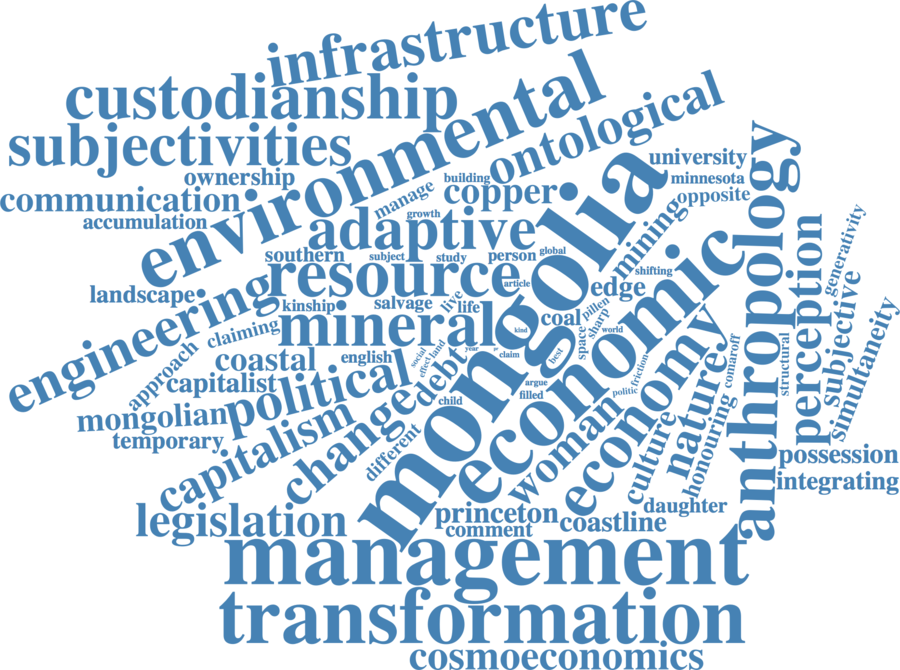 infrastructure
custodianship
subjectivities
environmental
ontological
ownership
communication
accumulation
building
manage
growth
copper
university
minnesota
opposite
adaptive
mongolia
mining
anthropology
southern
subject
study
person
global
resource
article
edge
shifting
landscape
engineering
kinship
salvage
live
life
mineral
coal
pillen
sharp
space
world
kind
economic
perception
generativity
subjective
simultaneity
claiming
approach
coastal
english
social
effect
land
year
claim
best
capitalist
political
debt
argue
friction
comaroff
structural
mongolian
temporary
capitalism
change
child
filled
politic
different
woman
economy
culture
nature
honouring
possession
integrating
legislation
princeton
comment
coastline
daughter
management
transformation
cosmoeconomics